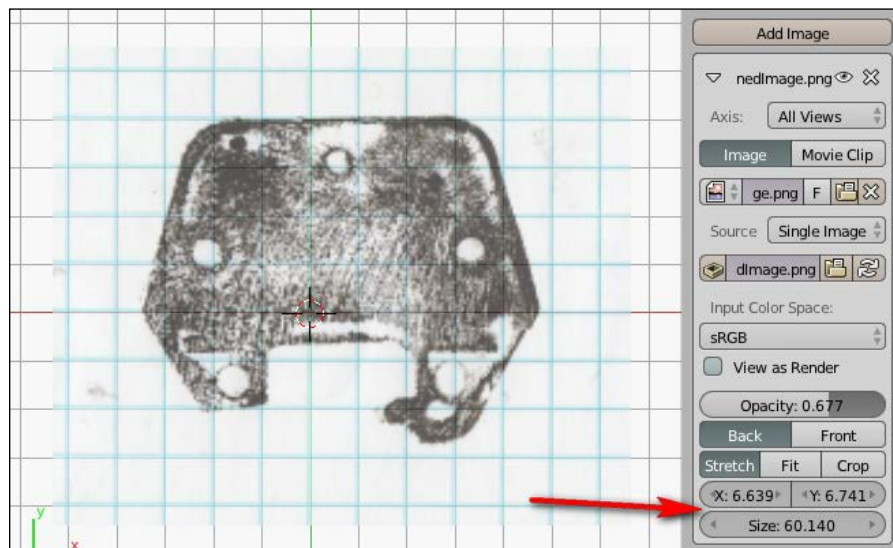 Add Image
nedImage.png
Axis: All Views
Image Movie Clip
ge.png F
Source Single Image
dImage.png
Input Color Space:
sRGB
View as Render
Opacity: 0.677
Back Front
Stretch Fit Crop
X: 6.639 Y: 6.741
Size: 60.140
y
x